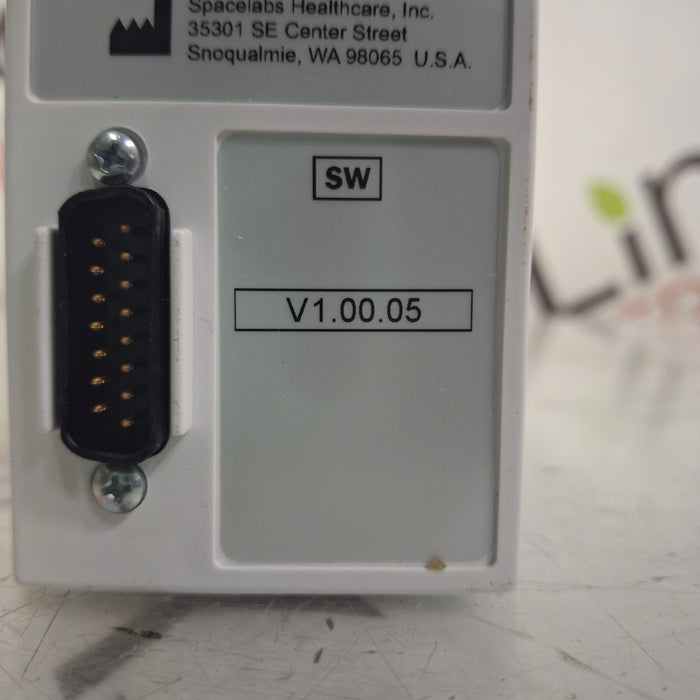 Spacelabs Healthcare, Inc.
35301 SE Center Street
Snoqualmie, WA 98065 U.S.A.
SW
V1.00.05